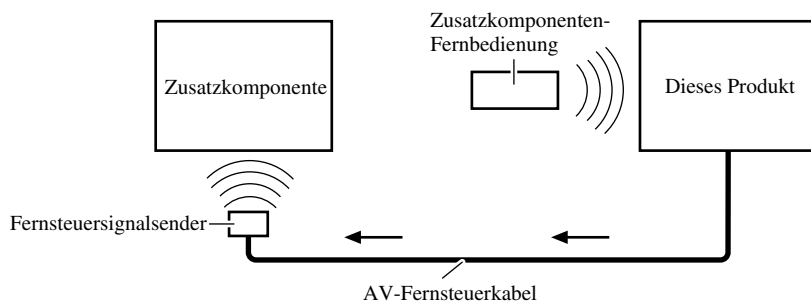 Zusatzkomponenten-
Fernbedienung
Zusatzkomponente
Dieses Produkt
Fernsteuersignalsender
AV-Fernsteuerkabel